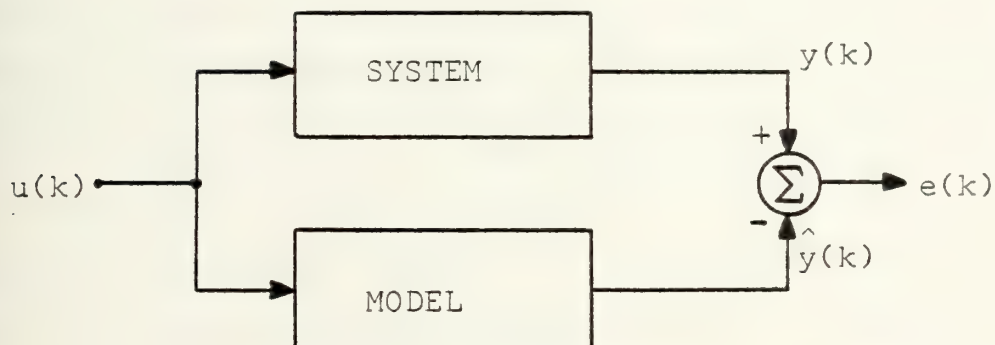 SYSTEM
y(k)
+
u(k)
Σ
e(k)
-
ŷ(k)
MODEL